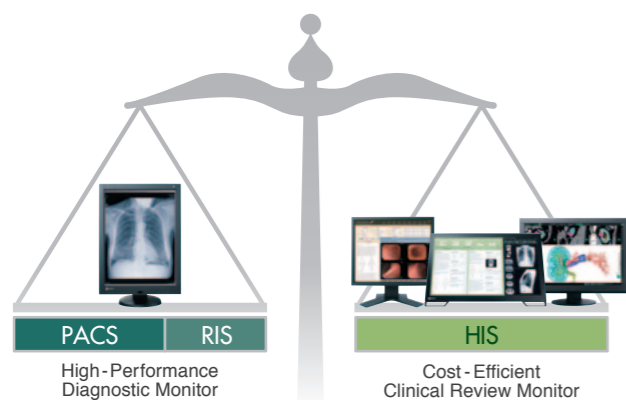 PACS RIS
High-Performance
Diagnostic Monitor
HIS
Cost-Efficient
Clinical Review Monitor